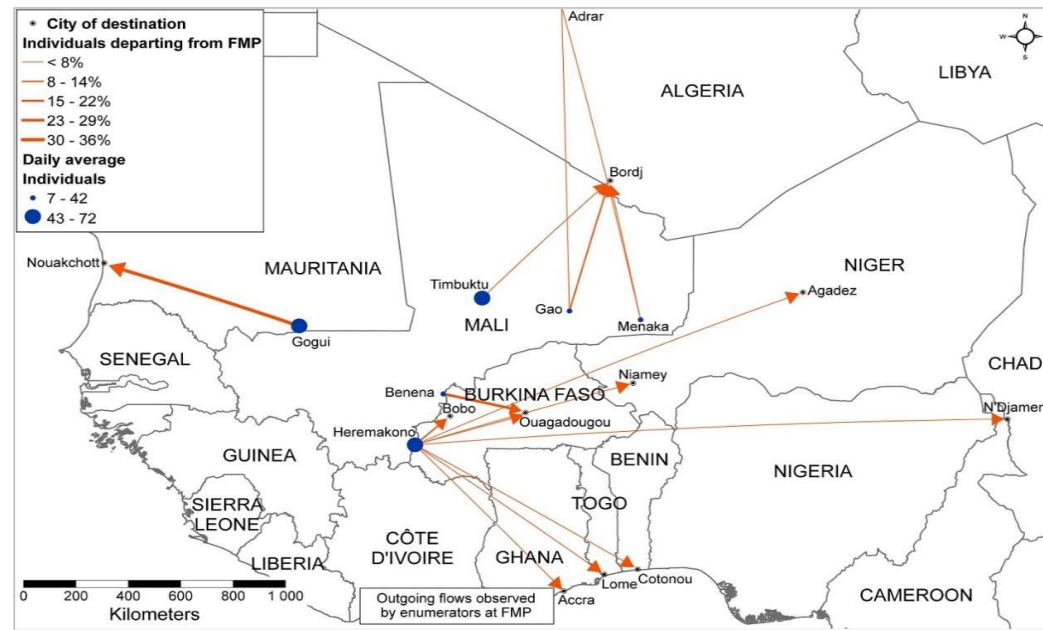 City of destination
Individuals departing from FMP
< 8%
8 - 14%
15 - 22%
23 - 29%
30 - 36%
Daily average
Individuals
7 - 42
43 - 72
Adrar
N
W
S
LIBYA
ALGERIA
Bordj
Nouakchott
MAURITANIA
NIGER
Timbuktu
Agadez
Gao
MALI
Menaka
Gogui
SENEGAL
CHAD
Niamey
Benena
BURKINA FASO
Bobo
N'Djamen
Ouagadougou
Heremakono
GUINEA
BENIN
NIGERIA
SIERRA
LEONE
TOGO
CÔTE
D'IVOIRE
GHANA
LIBERIA
Lome
Cotonou
0 200 400 600 800 1 000
Kilometers
Accra
CAMEROON
Outgoing flows observed
by enumerators at FMP